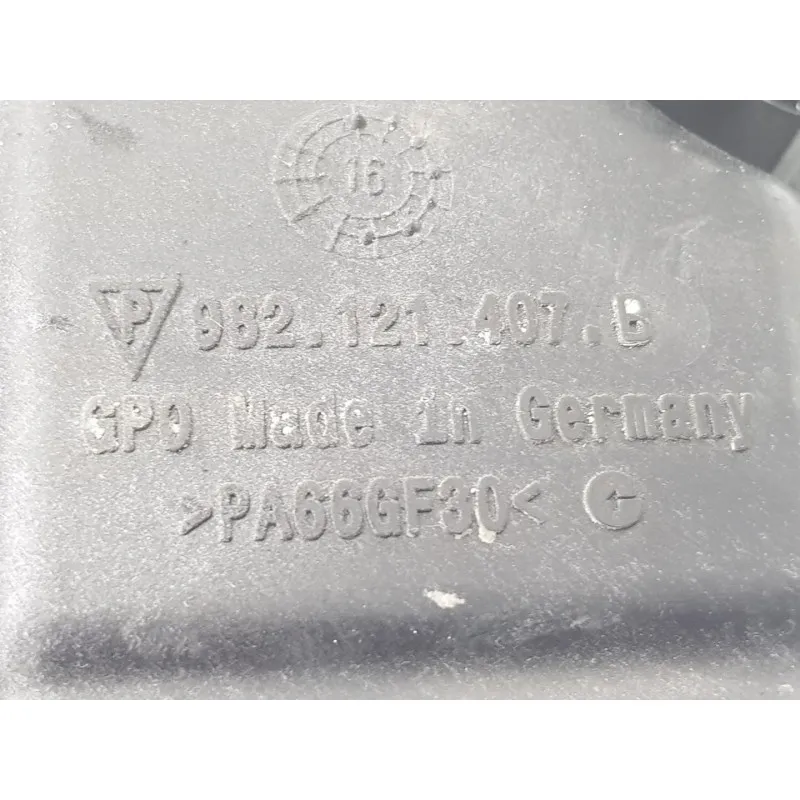 16
P 982.121.407.B
GPO Made in Germany
>PA66GF30<